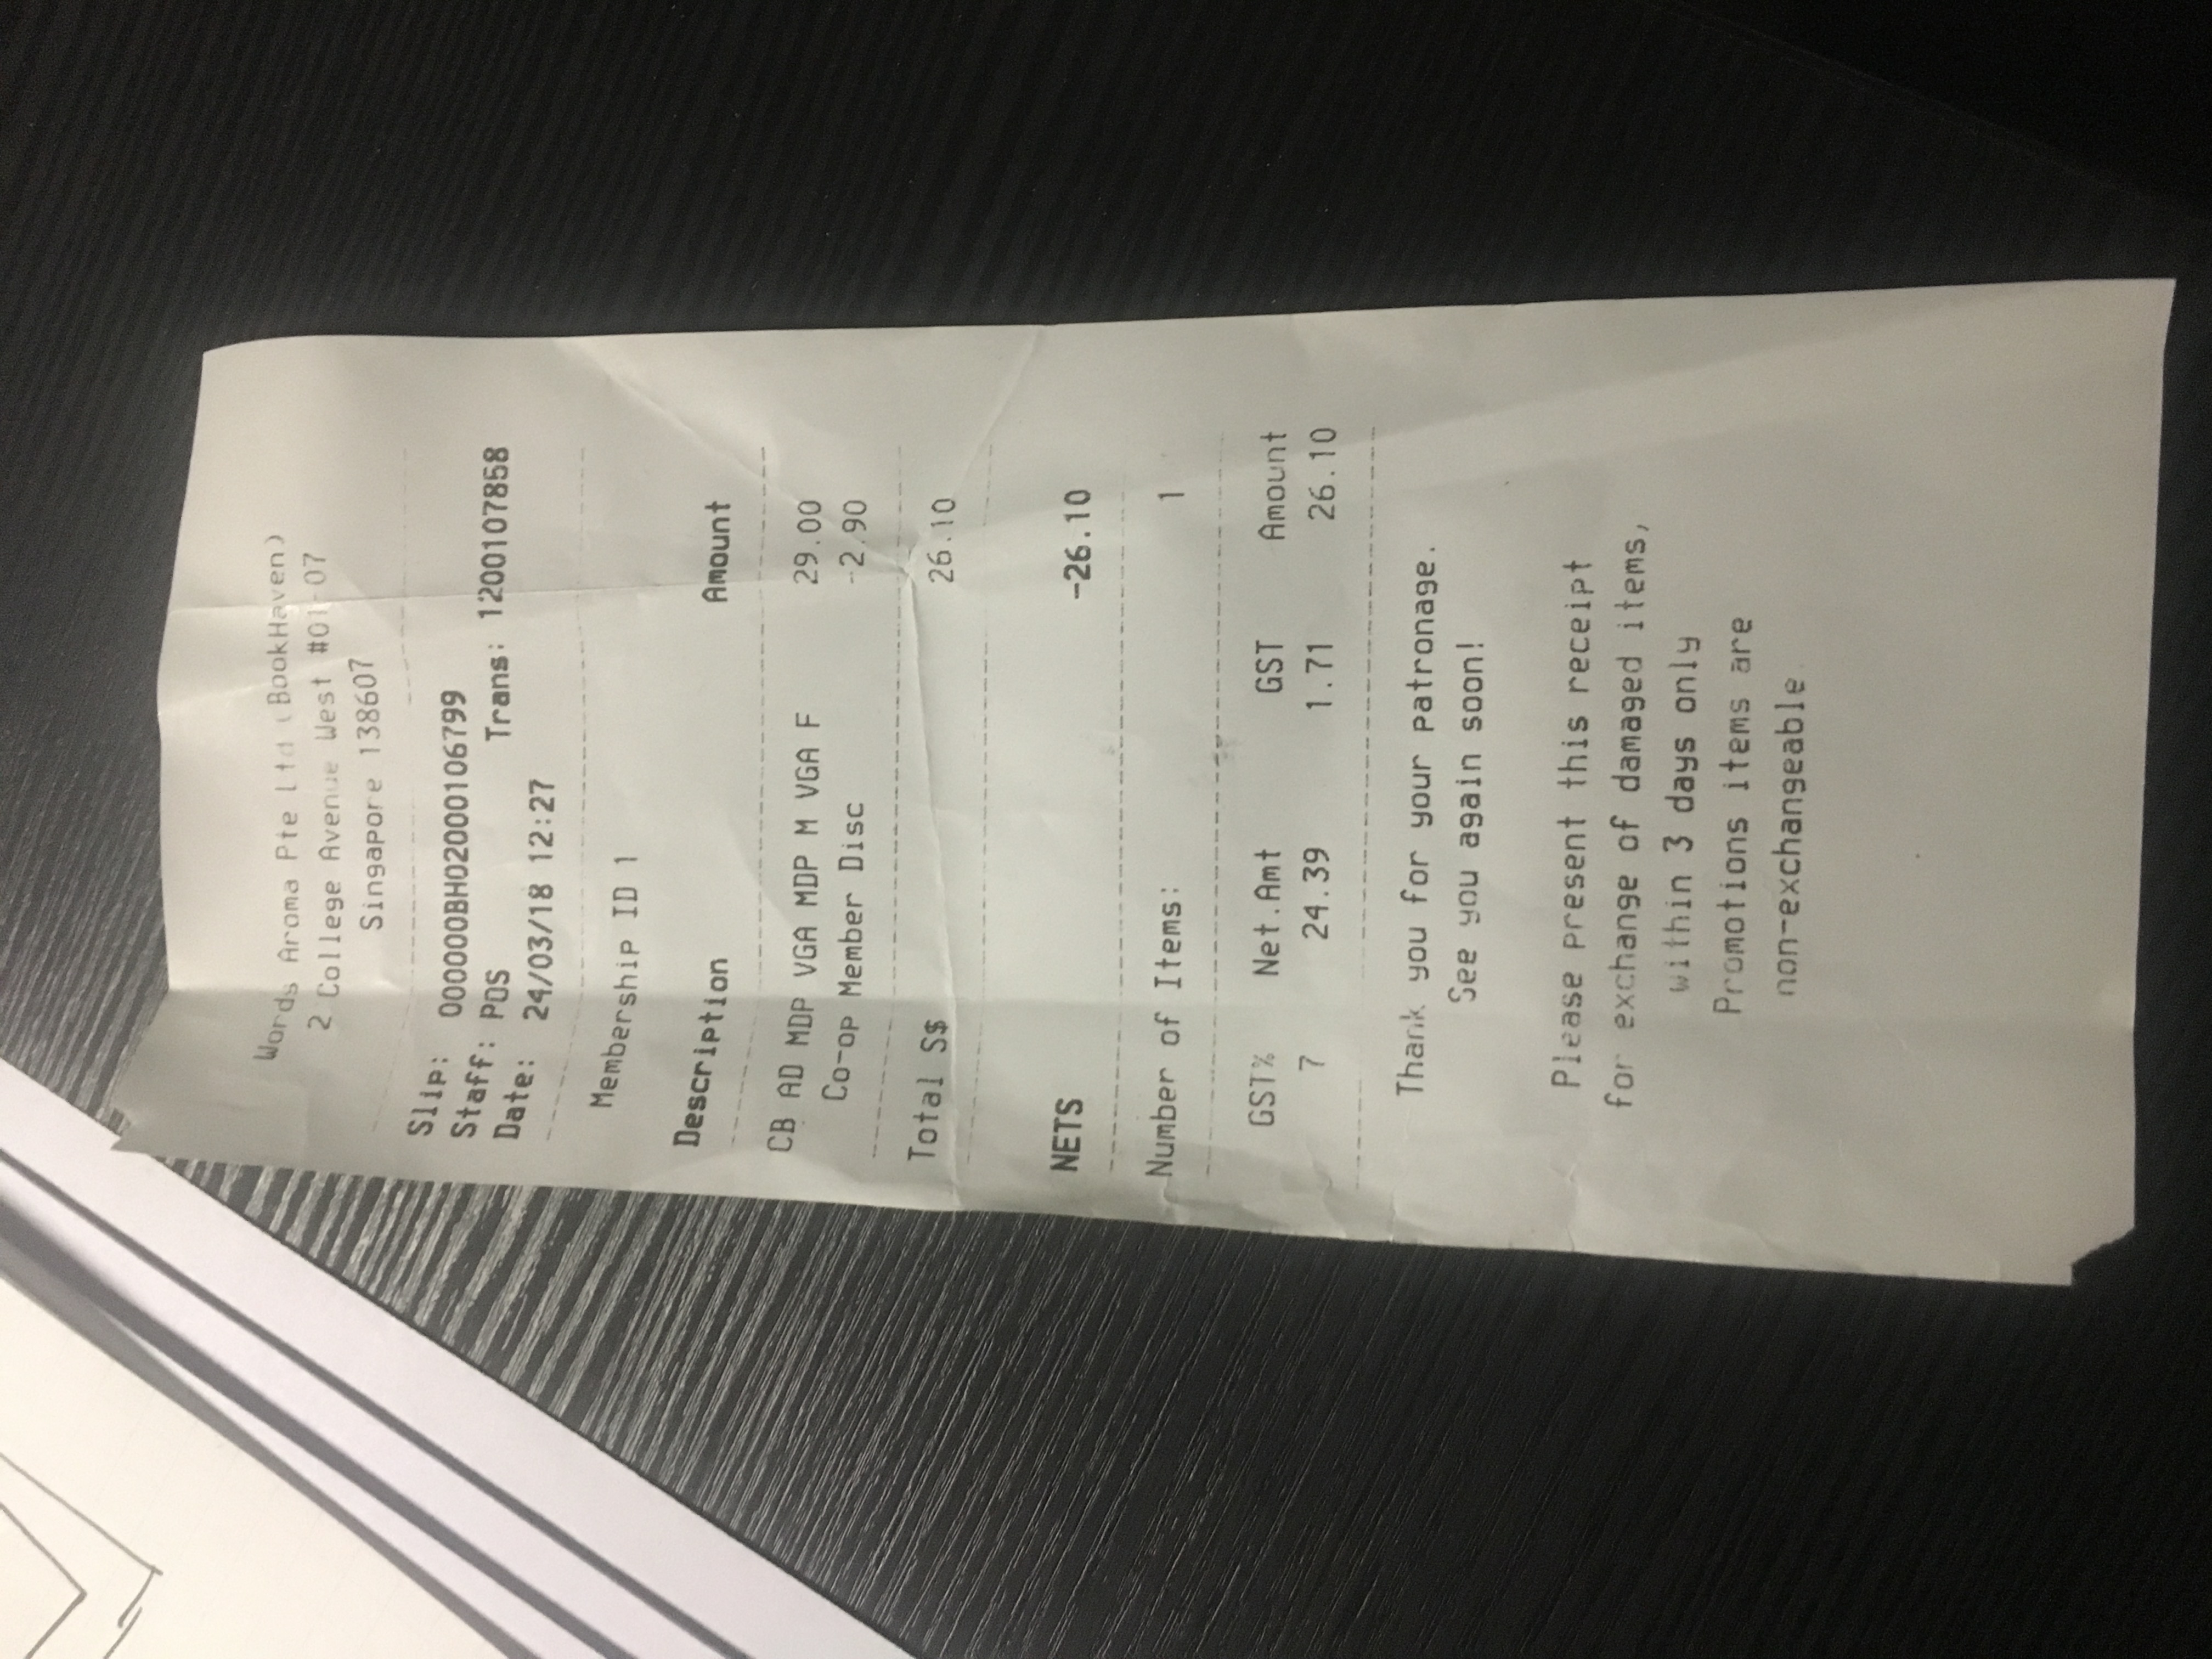 Words Aroma Pte Ltd (BookHaven)
2 College Avenue West #01-07
Singapore 138607
Slip: 000000BH02000106799
Staff: POS Trans: 1200107858
Date: 24/03/18 12:27
Membership ID 1
Description Amount
CB AD MDP VGA MDP M VGA F 29.00
Co-op Member Disc -2.90
Total S$ 26.10
NETS -26.10
Number of Items: 1
GST% Net.Amt GST Amount
7 24.39 1.71 26.10
Thank you for your patronage.
See you again soon!
Please present this receipt
for exchange of damaged items,
within 3 days only
Promotions items are
non-exchangeable